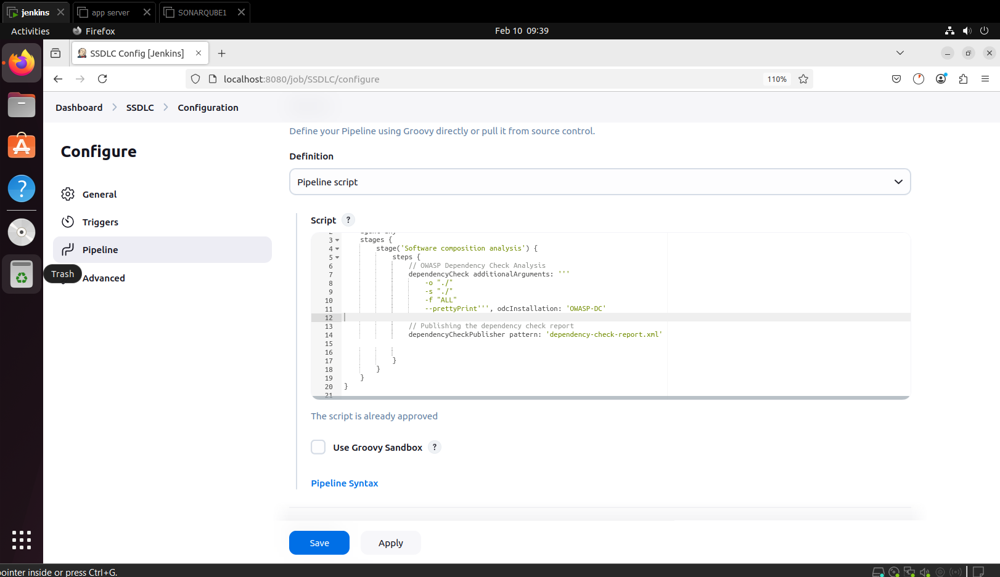 jenkins
app server
SONARQUBE1
Activities
Firefox
Feb 10 09:39
SSDLC Config [Jenkins]
localhost:8080/job/SSDLC/configure
110%
Dashboard
SSDLC
Configuration
Configure
General
Triggers
Pipeline
Trash
Advanced
Define your Pipeline using Groovy directly or pull it from source control.
Definition
Pipeline script
Script ?
2 agent any
3 stages {
4 stage('Software composition analysis') {
5 steps {
6 // OWASP Dependency Check Analysis
7 dependencyCheck additionalArguments: '''
8 -o "./"
9 -s "./"
10 -f "ALL"
11 --prettyPrint''', odcInstallation: 'OWASP-DC'
12
13 // Publishing the dependency check report
14 dependencyCheckPublisher pattern: 'dependency-check-report.xml'
15
16
17 }
18 }
19 }
20 }
21
The script is already approved
Use Groovy Sandbox ?
Pipeline Syntax
Save
Apply
pointer inside or press Ctrl+G.